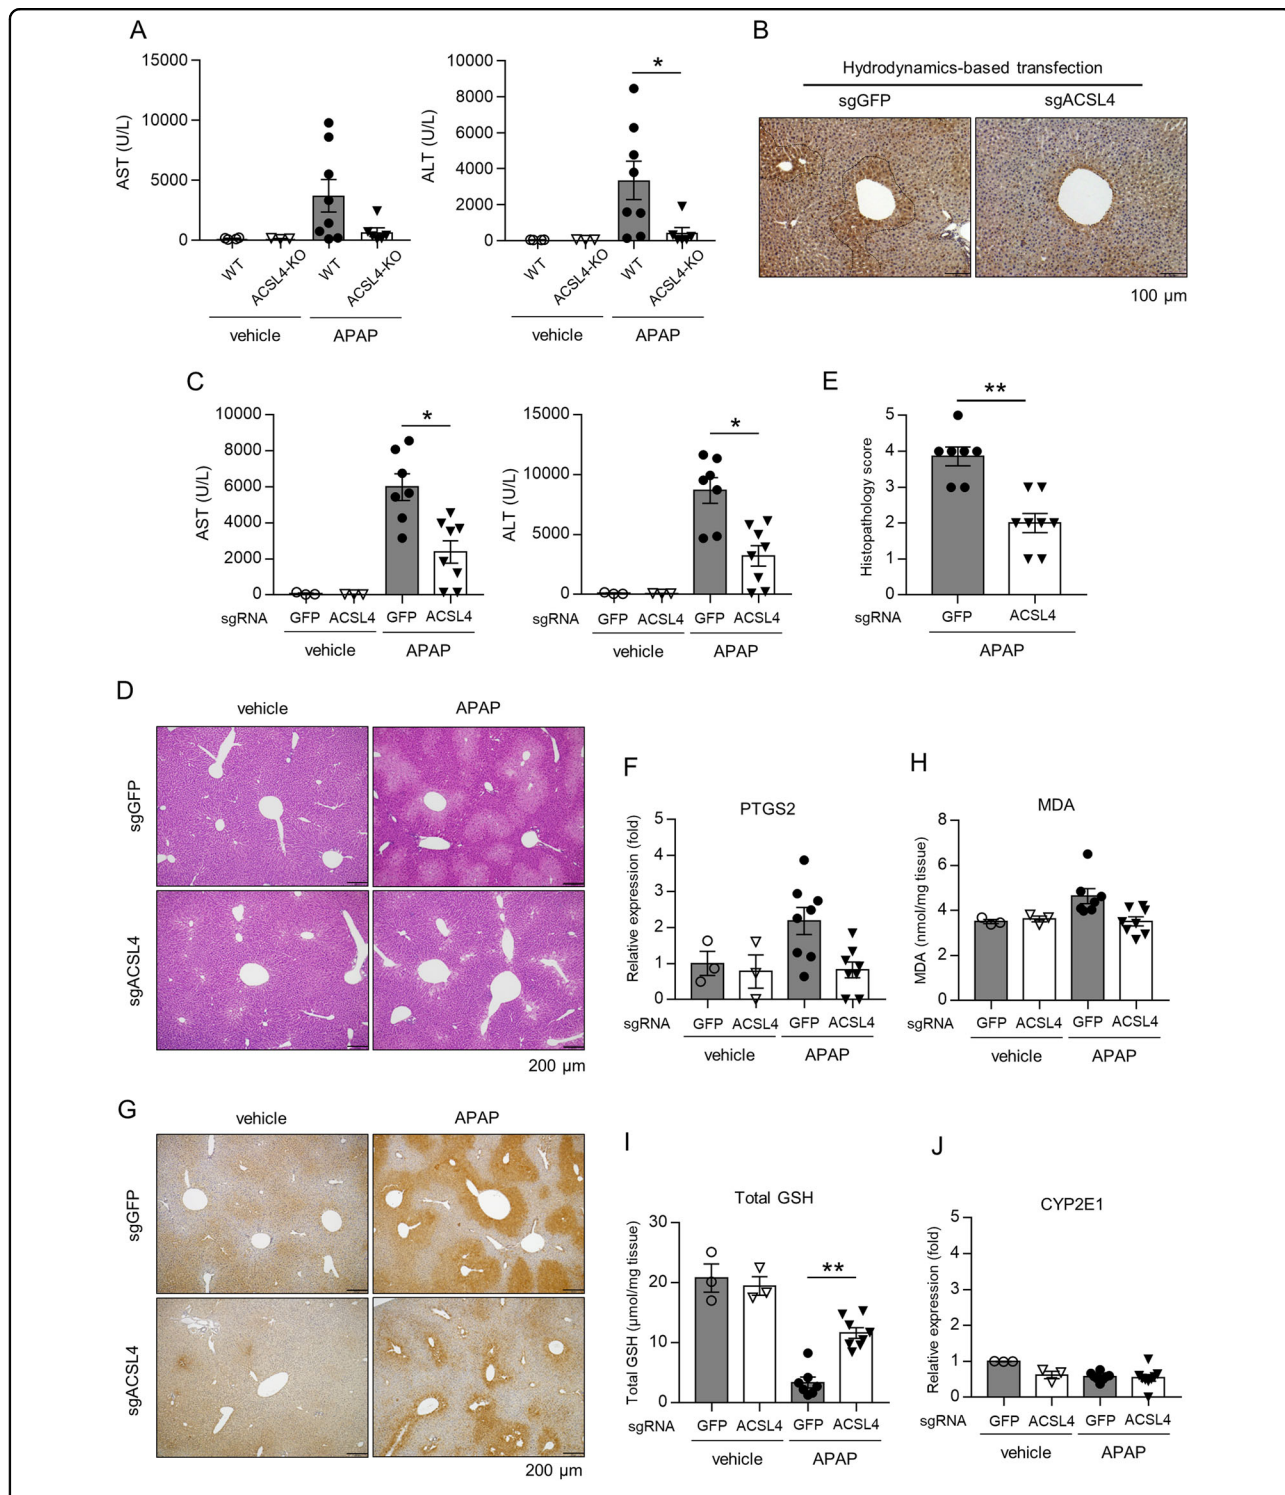 A
AST (U/L)
15000
10000
5000
0
WT
ACSL4-KO
WT
ACSL4-KO
vehicle
APAP
ALT (U/L)
10000
8000
6000
4000
2000
0
*
WT
ACSL4-KO
WT
ACSL4-KO
vehicle
APAP
B
Hydrodynamics-based transfection
sgGFP
sgACSL4
100 µm
C
AST (U/L)
10000
8000
6000
4000
2000
0
*
sgRNA
GFP ACSL4 GFP ACSL4
vehicle
APAP
ALT (U/L)
15000
10000
5000
0
*
sgRNA
GFP ACSL4 GFP ACSL4
vehicle
APAP
E
Histopathology score
5
4
3
2
1
0
**
sgRNA
GFP ACSL4
APAP
D
vehicle
APAP
sgGFP
sgACSL4
200 µm
F
PTGS2
Relative expression (fold)
5
4
3
2
1
0
sgRNA
GFP ACSL4 GFP ACSL4
vehicle
APAP
H
MDA
MDA (nmol/mg tissue)
8
6
4
2
0
sgRNA
GFP ACSL4 GFP ACSL4
vehicle
APAP
G
vehicle
APAP
sgGFP
sgACSL4
200 µm
I
Total GSH
Total GSH (µmol/mg tissue)
30
20
10
0
**
sgRNA
GFP ACSL4 GFP ACSL4
vehicle
APAP
J
CYP2E1
Relative expression (fold)
5
4
3
2
1
0
sgRNA
GFP ACSL4 GFP ACSL4
vehicle
APAP